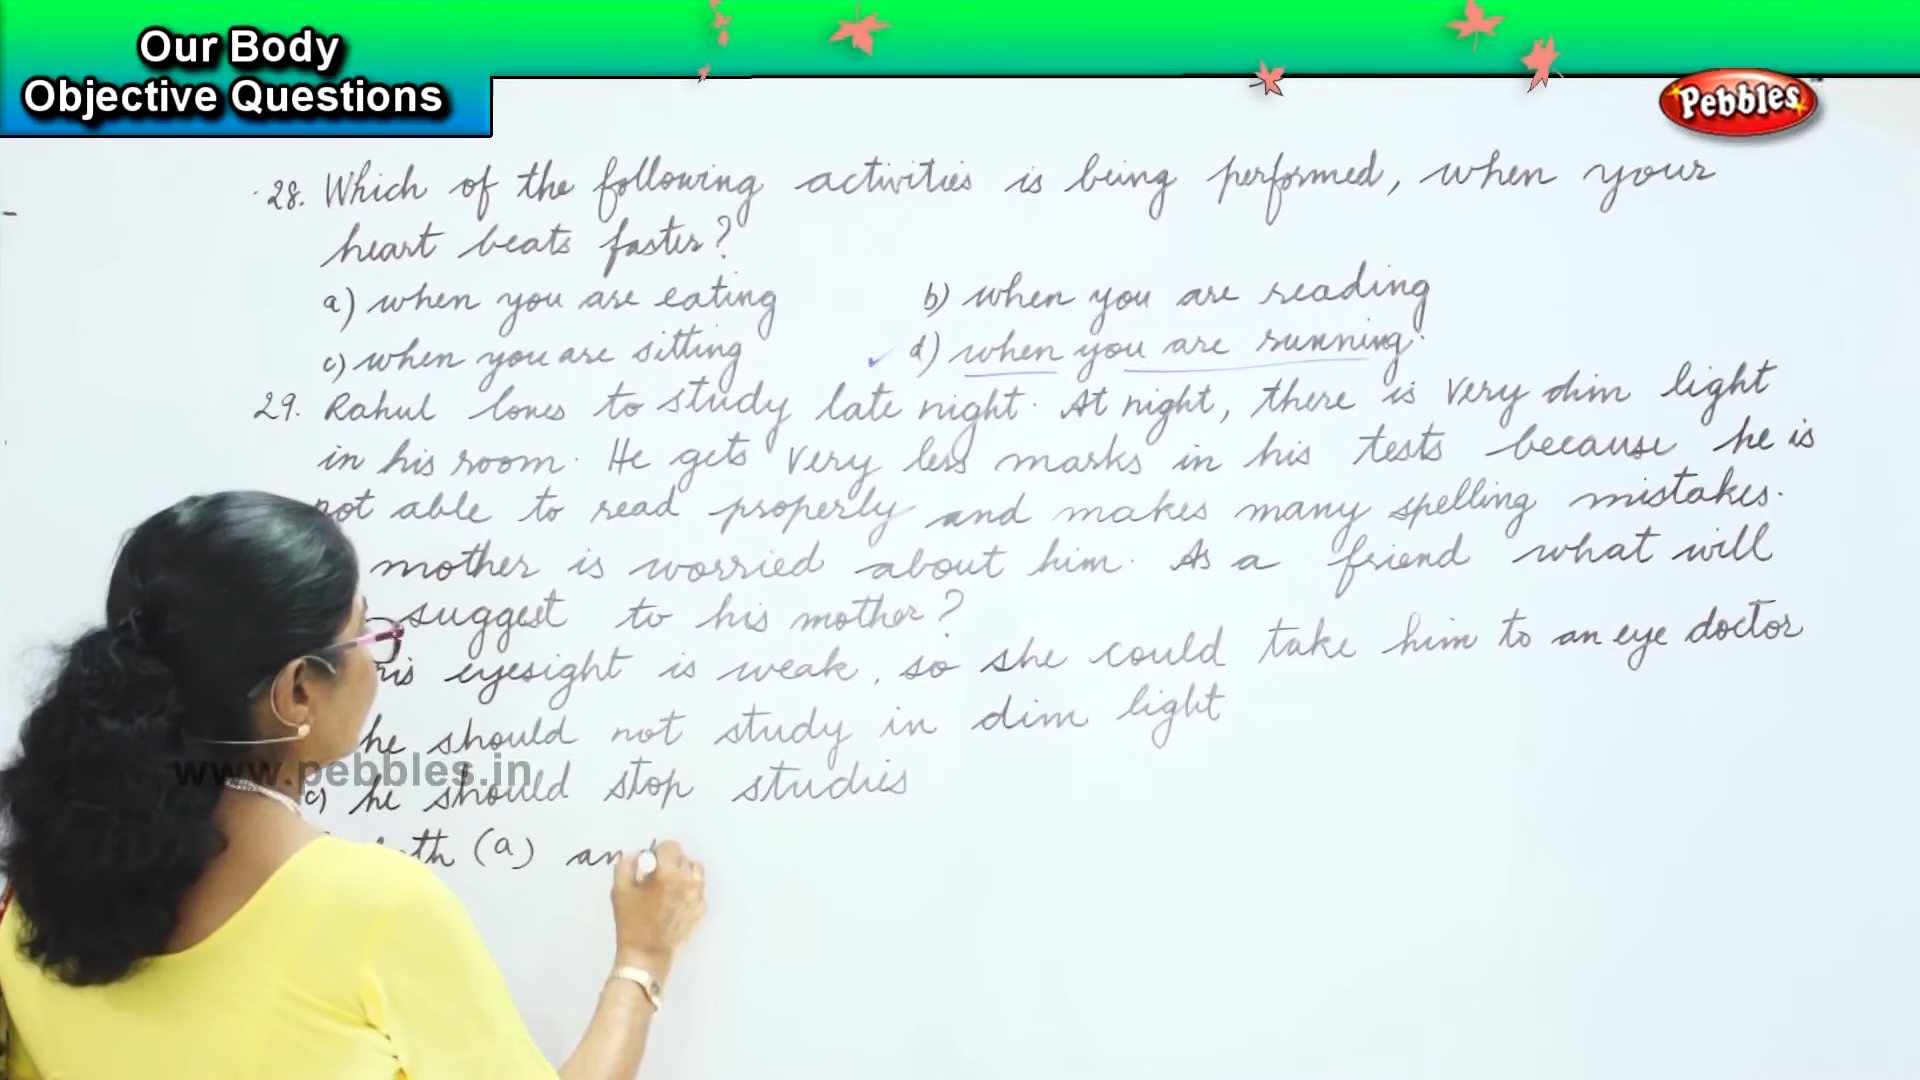 Our Body
Objective Questions
Pebbles
28. Which of the following activities is being performed, when your
heart beats faster?
a) when you are eating b) when you are reading
c) when you are sitting d) when you are running.
29. Rahul loves to study late night. At night, there is very dim light
in his room. He gets very less marks in his tests because he is
not able to read properly and makes many spelling mistakes.
mother is worried about him. As a friend what will
suggest to his mother?
eyesight is weak, so she could take him to an eye doctor
he should not study in dim light
www.pebbles.in
c) he should stop studies
(a)